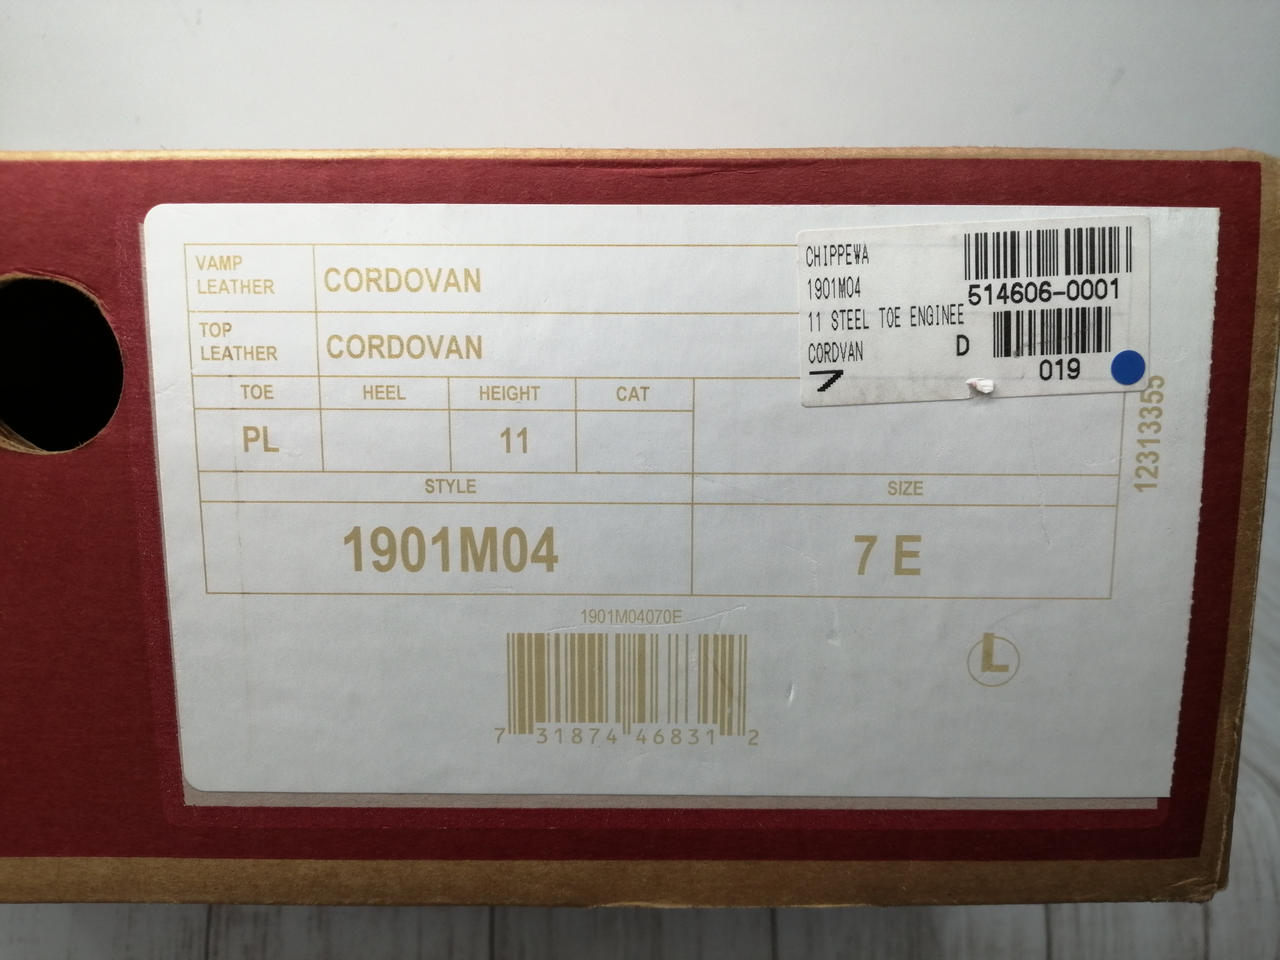 VAMP
LEATHER
CORDOVAN
TOP
LEATHER
CORDOVAN
TOE
HEEL
HEIGHT
CAT
PL
11
STYLE
SIZE
1901M04
7 E
1901M04070E
7 31874 46831 2
L
12313355
CHIPPEWA
1901M04
514606-0001
11 STEEL TOE ENGINEE
CORDVAN
D
7
019